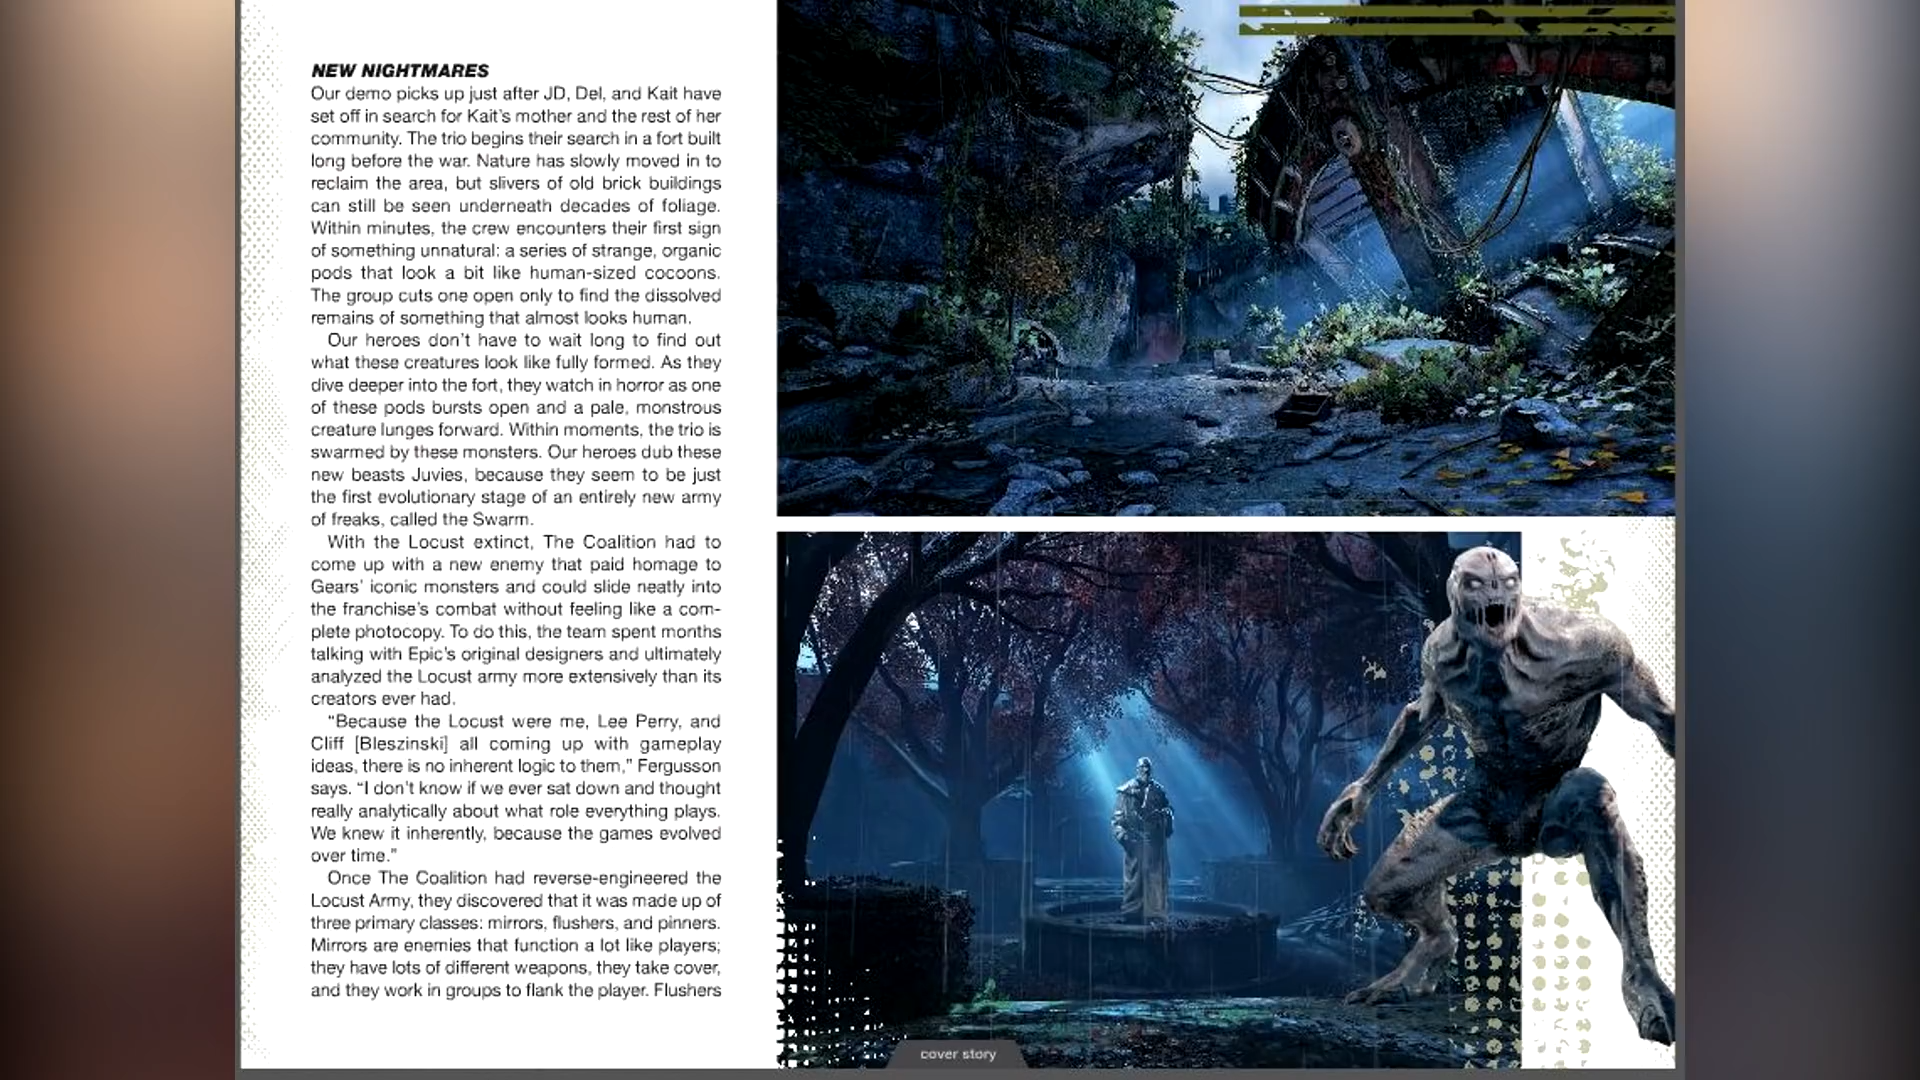 NEW NIGHTMARES
Our demo picks up just after JD, Del, and Kait have
set off in search for Kait's mother and the rest of her
community. The trio begins their search in a fort built
long before the war. Nature has slowly moved in to
reclaim the area, but slivers of old brick buildings
can still be seen underneath decades of foliage.
Within minutes, the crew encounters their first sign
of something unnatural: a series of strange, organic
pods that look a bit like human-sized cocoons.
The group cuts one open only to find the dissolved
remains of something that almost looks human.
Our heroes don't have to wait long to find out
what these creatures look like fully formed. As they
dive deeper into the fort, they watch in horror as one
of these pods bursts open and a pale, monstrous
creature lunges forward. Within moments, the trio is
swarmed by these monsters. Our heroes dub these
new beasts Juvies, because they seem to be just
the first evolutionary stage of an entirely new army
of freaks, called the Swarm.
With the Locust extinct, The Coalition had to
come up with a new enemy that paid homage to
Gears' iconic monsters and could slide neatly into
the franchise's combat without feeling like a com-
plete photocopy. To do this, the team spent months
talking with Epic's original designers and ultimately
analyzed the Locust army more extensively than its
creators ever had.
“Because the Locust were me, Lee Perry, and
Cliff [Bleszinski] all coming up with gameplay
ideas, there is no inherent logic to them,” Fergusson
says. “I don't know if we ever sat down and thought
really analytically about what role everything plays.
We knew it inherently, because the games evolved
over time.”
Once The Coalition had reverse-engineered the
Locust Army, they discovered that it was made up of
three primary classes: mirrors, flushers, and pinners.
Mirrors are enemies that function a lot like players;
they have lots of different weapons, they take cover,
and they work in groups to flank the player. Flushers
cover story